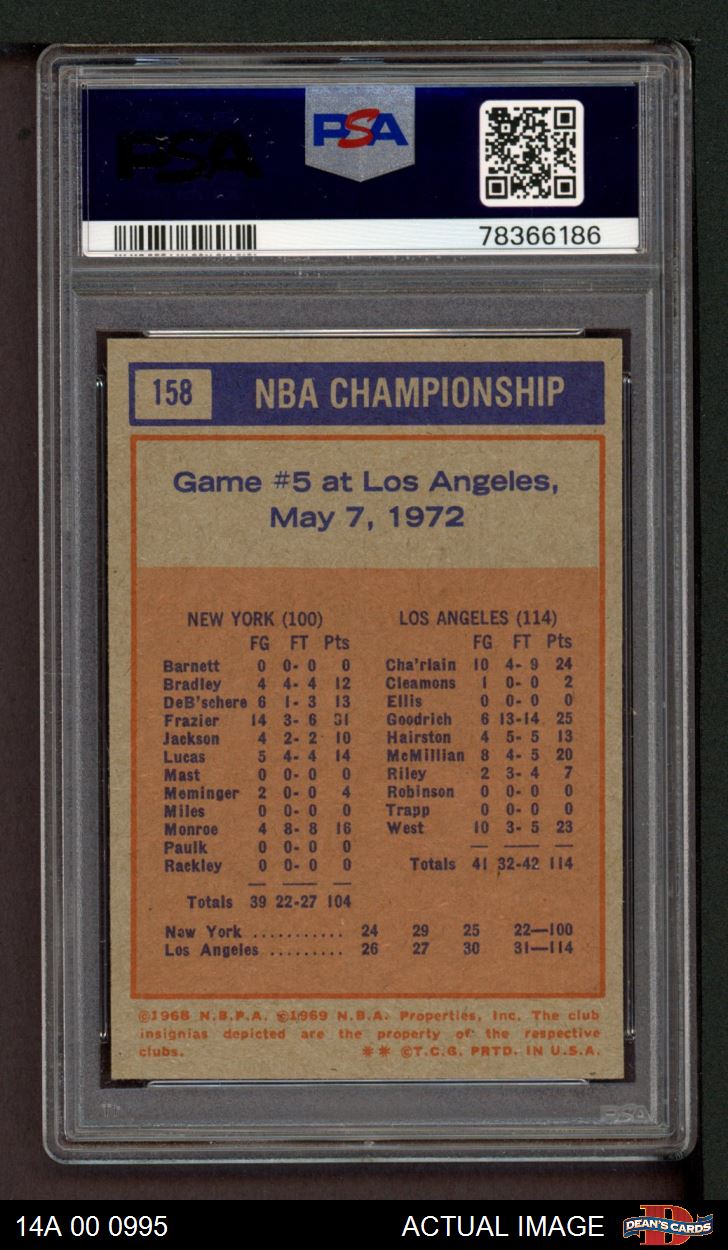 PSA
PSA
78366186
158 NBA CHAMPIONSHIP
Game #5 at Los Angeles,
May 7, 1972
NEW YORK (100)
FG FT Pts
Barnett 0 0- 0 0
Bradley 4 4- 4 12
DeB'schere 6 1- 3 13
Frazier 14 3- 6 31
Jackson 4 2- 2 10
Lucas 5 4- 4 14
Mast 0 0- 0 0
Meminger 2 0- 0 4
Miles 0 0- 0 0
Monroe 4 8- 8 16
Paulk 0 0- 0 0
Rackley 0 0- 0 0
Totals 39 22-27 104
LOS ANGELES (114)
FG FT Pts
Cha'rlain 10 4- 9 24
Cleamons 1 0- 0 2
Ellis 0 0- 0 0
Goodrich 6 13-14 25
Hairston 4 5- 5 13
McMillian 8 4- 5 20
Riley 2 3- 4 7
Robinson 0 0- 0 0
Trapp 0 0- 0 0
West 10 3- 5 23
Totals 41 32-42 114
New York ........... 24 29 25 22—100
Los Angeles ......... 26 27 30 31—114
©1968 N.B.P.A. ©1969 N.B.A. Properties, Inc. The club
insignias depicted are the property of the respective
clubs. ** ©T.C.G. PRTD. IN U.S.A.
PSA
14A 00 0995 ACTUAL IMAGE DEAN'S CARDS